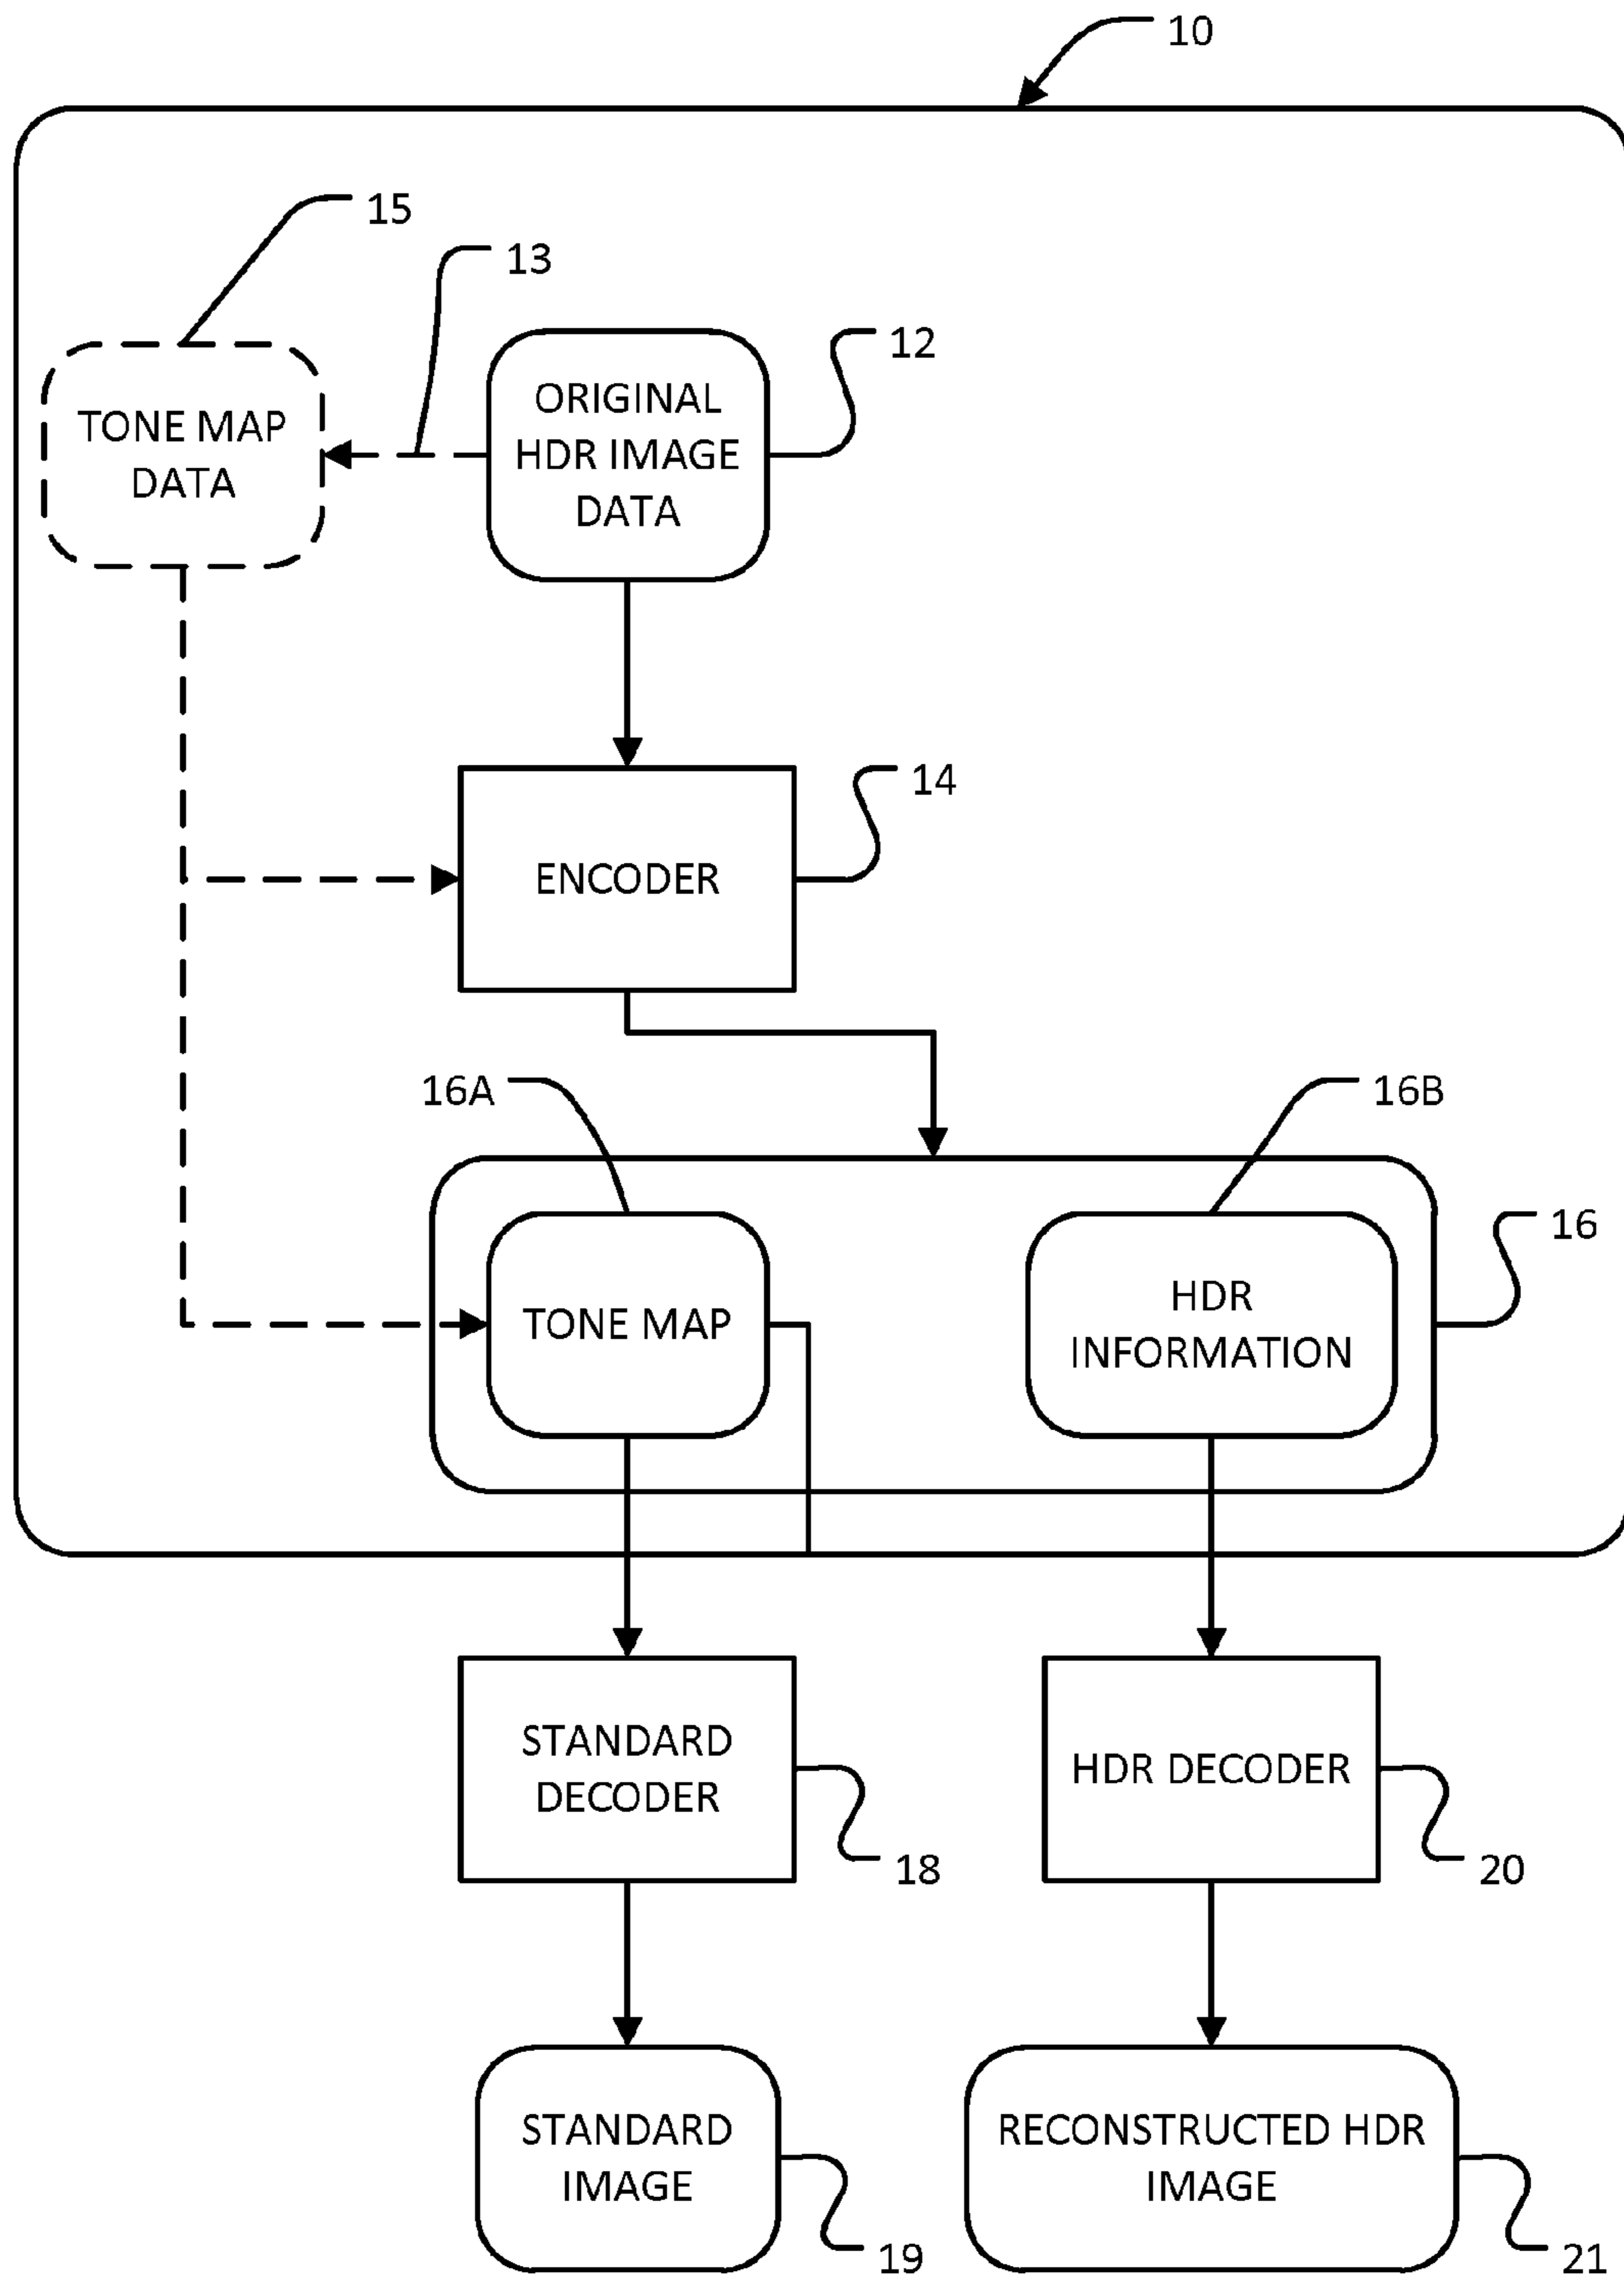 10
15
13
12
ORIGINAL
HDR IMAGE
DATA
TONE MAP
DATA
14
ENCODER
16A
16B
16
TONE MAP
HDR
INFORMATION
STANDARD
DECODER
18
HDR DECODER
20
STANDARD
IMAGE
19
RECONSTRUCTED HDR
IMAGE
21